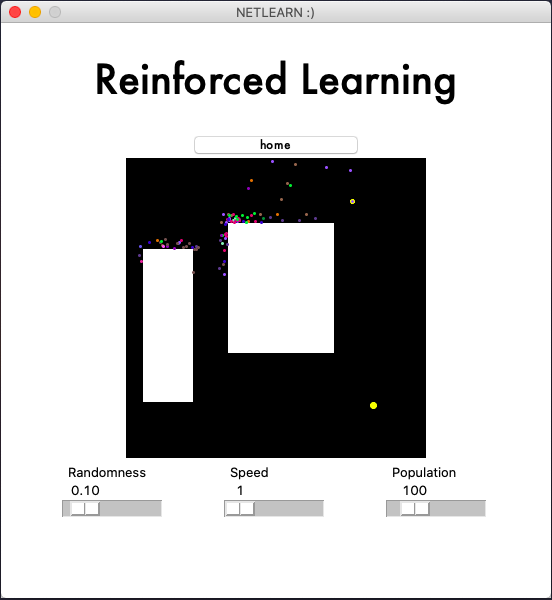 NETLEARN :)
Reinforced Learning
home
Randomness Speed Population
0.10 1 100